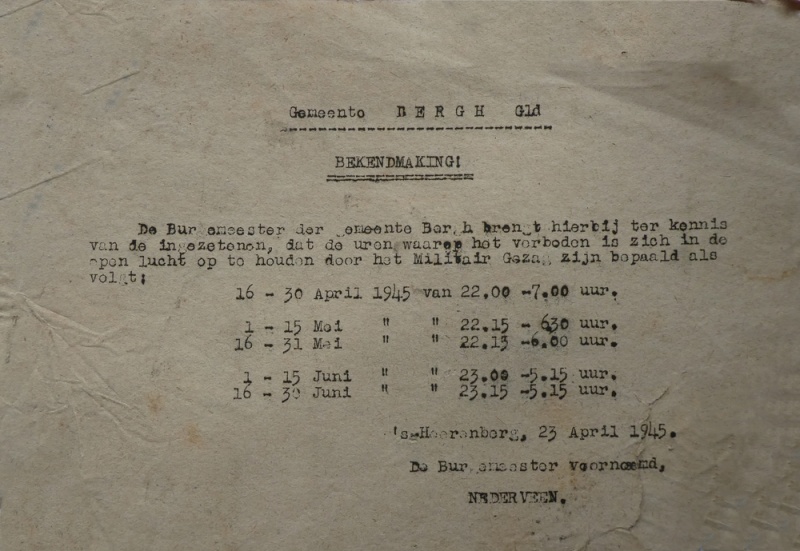 Gemeente B E R G H Gld
BEKENDMAKING!
De Burgemeester der gemeente Bergh brengt hierbij ter kennis
van de ingezetenen, dat de uren waarop het verboden is zich in de
open lucht op te houden door het Militair Gezag zijn bepaald als
volgt:
16 - 30 April 1945 van 22.00 -7.00 uur.
1 - 15 Mei " " 22.15 - 630 uur.
16 - 31 Mei " " 22.15 -6.00 uur.
1 - 15 Juni " " 23.00 -5.15 uur.
16 - 30 Juni " " 23.15 -5.15 uur.
's-Heerenberg, 23 April 1945.
De Burgemeester voornoemd,
NEDERVEEN.